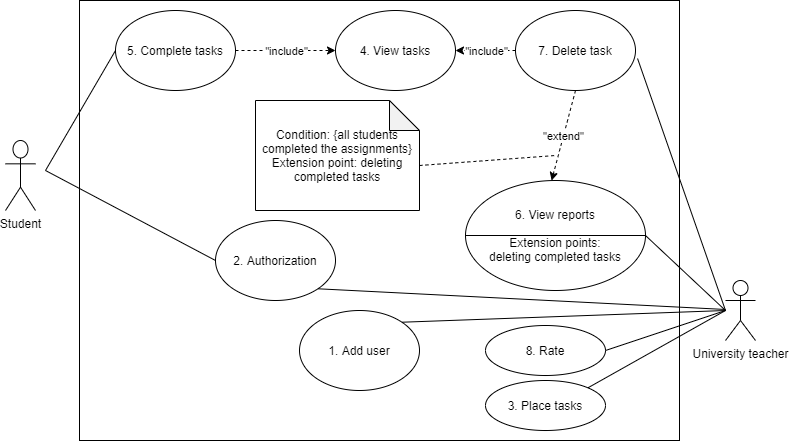 5. Complete tasks
"include"
4. View tasks
"include"
7. Delete task
Condition: {all students
completed the assignments}
Extension point: deleting
completed tasks
"extend"
6. View reports
Extension points:
deleting completed tasks
Student
2. Authorization
1. Add user
8. Rate
3. Place tasks
University teacher